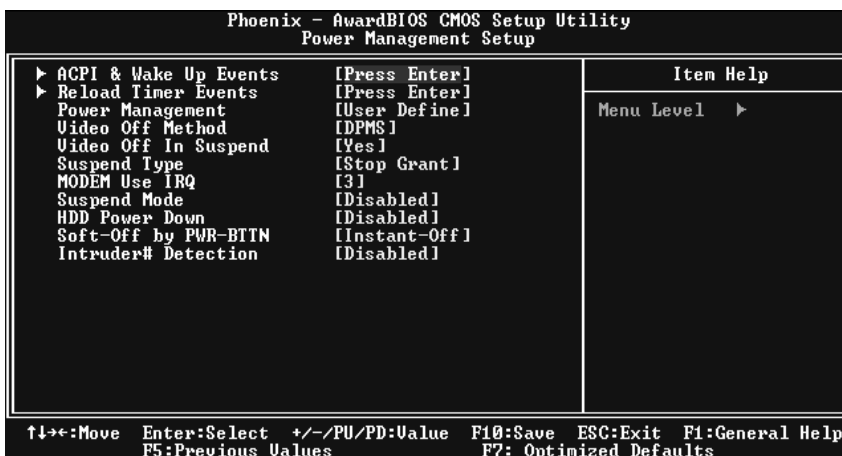 Phoenix - AwardBIOS CMOS Setup Utility
Power Management Setup
▶ ACPI & Wake Up Events [Press Enter]
▶ Reload Timer Events [Press Enter]
Power Management [User Define]
Video Off Method [DPMS]
Video Off In Suspend [Yes]
Suspend Type [Stop Grant]
MODEM Use IRQ [3]
Suspend Mode [Disabled]
HDD Power Down [Disabled]
Soft-Off by PWR-BTTN [Instant-Off]
Intruder# Detection [Disabled]
Item Help
Menu Level ▶
↑↓→←:Move Enter:Select +/-/PU/PD:Value F10:Save ESC:Exit F1:General Help
F5:Previous Values F7: Optimized Defaults